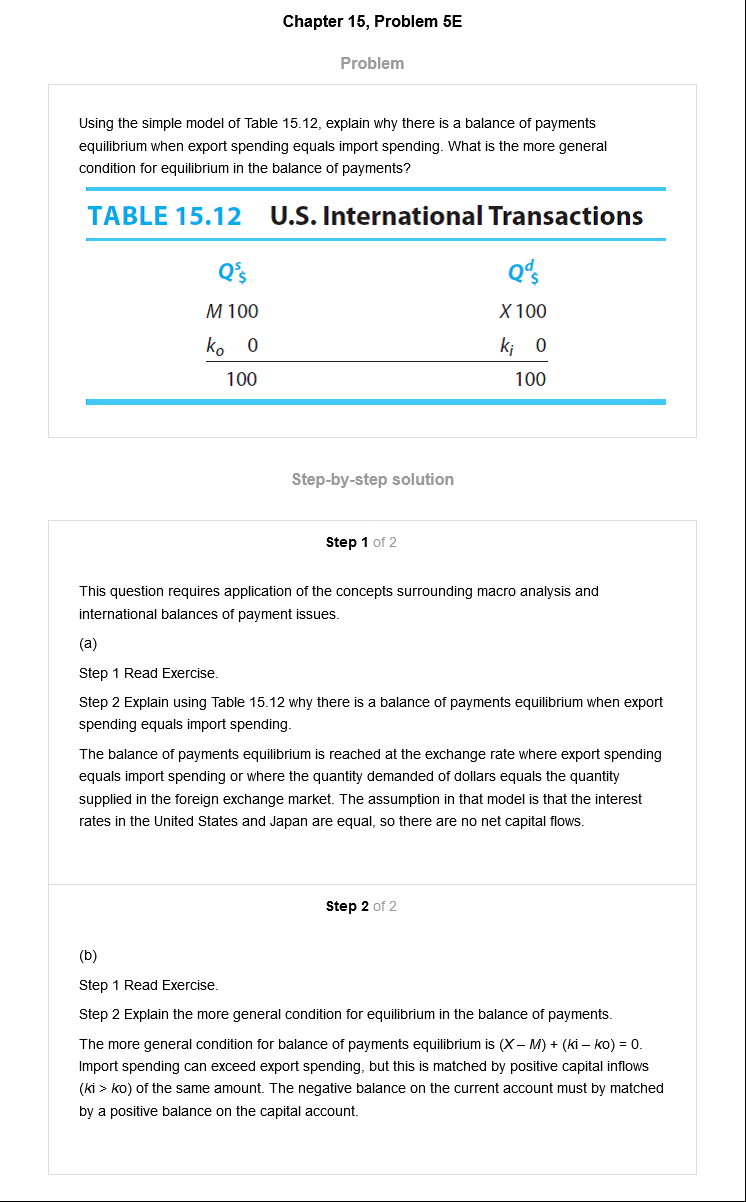 Chapter 15, Problem 5E
Problem
Using the simple model of Table 15.12, explain why there is a balance of payments
equilibrium when export spending equals import spending. What is the more general
condition for equilibrium in the balance of payments?
TABLE 15.12 U.S. International Transactions
Qˢ$ Qᵈ$
M 100 X 100
kₒ 0 kᵢ 0
100 100
Step-by-step solution
Step 1 of 2
This question requires application of the concepts surrounding macro analysis and
international balances of payment issues.
(a)
Step 1 Read Exercise.
Step 2 Explain using Table 15.12 why there is a balance of payments equilibrium when export
spending equals import spending.
The balance of payments equilibrium is reached at the exchange rate where export spending
equals import spending or where the quantity demanded of dollars equals the quantity
supplied in the foreign exchange market. The assumption in that model is that the interest
rates in the United States and Japan are equal, so there are no net capital flows.
Step 2 of 2
(b)
Step 1 Read Exercise.
Step 2 Explain the more general condition for equilibrium in the balance of payments.
The more general condition for balance of payments equilibrium is (X – M) + (ki – ko) = 0.
Import spending can exceed export spending, but this is matched by positive capital inflows
(ki > ko) of the same amount. The negative balance on the current account must by matched
by a positive balance on the capital account.